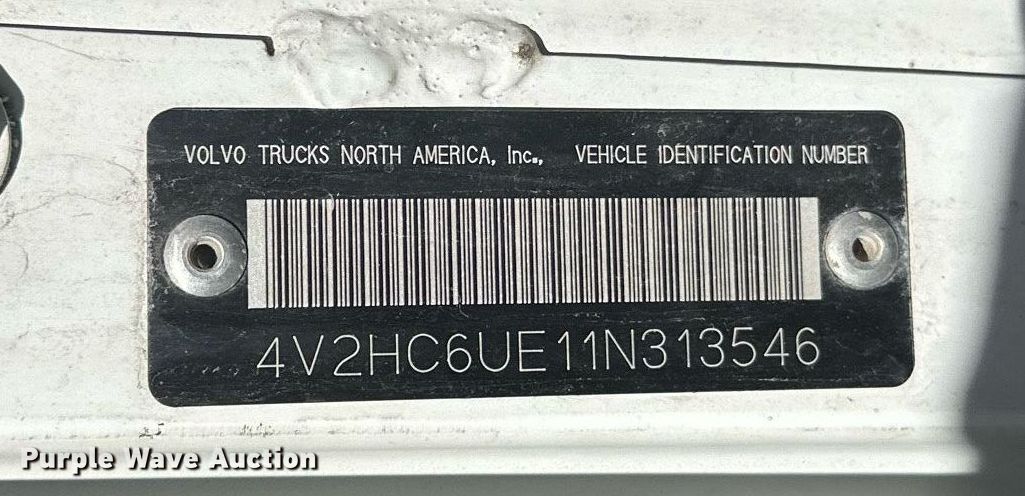 VOLVO TRUCKS NORTH AMERICA, Inc., VEHICLE IDENTIFICATION NUMBER
4V2HC6UE11N313546
Purple Wave Auction